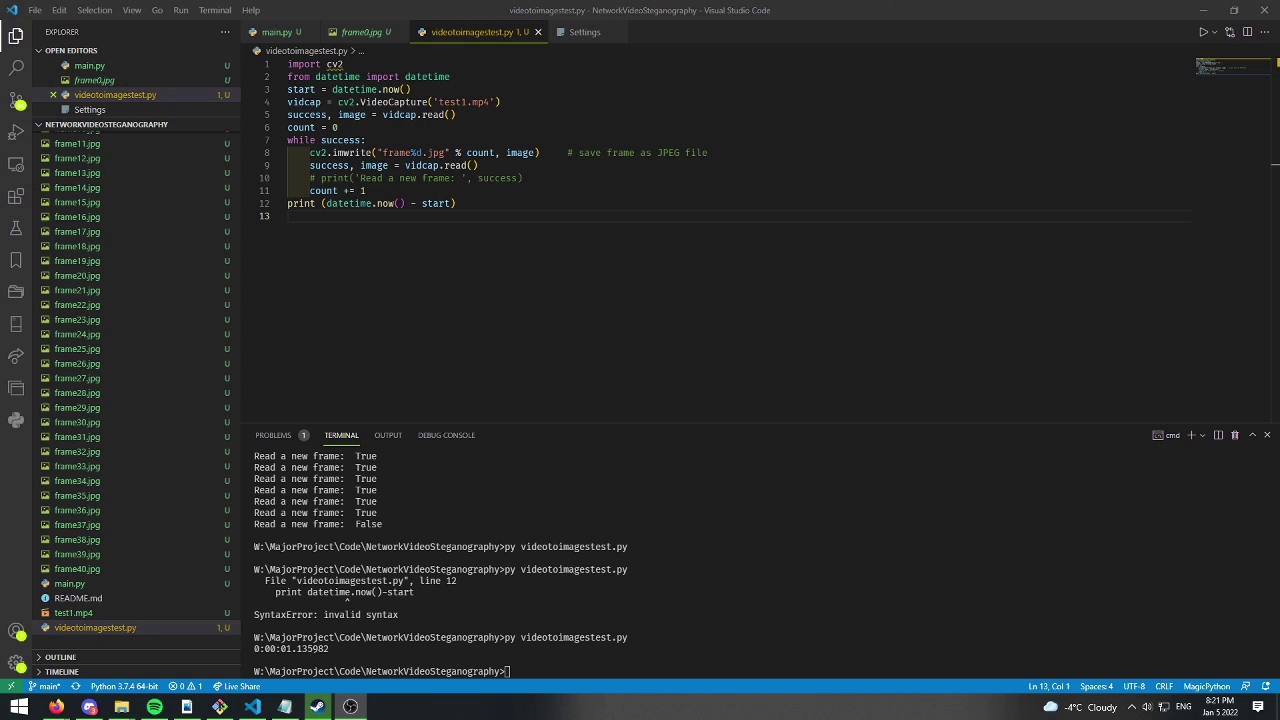 File Edit Selection View Go Run Terminal Help
videotoimagestest.py - NetworkVideoSteganography - Visual Studio Code
EXPLORER
OPEN EDITORS
main.py U
frame0.jpg U
videotoimagestest.py 1, U
Settings
NETWORKVIDEOSTEGANOGRAPHY
frame11.jpg U
frame12.jpg U
frame13.jpg U
frame14.jpg U
frame15.jpg U
frame16.jpg U
frame17.jpg U
frame18.jpg U
frame19.jpg U
frame20.jpg U
frame21.jpg U
frame22.jpg U
frame23.jpg U
frame24.jpg U
frame25.jpg U
frame26.jpg U
frame27.jpg U
frame28.jpg U
frame29.jpg U
frame30.jpg U
frame31.jpg U
frame32.jpg U
frame33.jpg U
frame34.jpg U
frame35.jpg U
frame36.jpg U
frame37.jpg U
frame38.jpg U
frame39.jpg U
frame40.jpg U
main.py U
README.md
test1.mp4 U
videotoimagestest.py 1, U
OUTLINE
TIMELINE
main.py U frame0.jpg U videotoimagestest.py 1, U Settings
videotoimagestest.py > ...
1 import cv2
2 from datetime import datetime
3 start = datetime.now()
4 vidcap = cv2.VideoCapture('test1.mp4')
5 success, image = vidcap.read()
6 count = 0
7 while success:
8 cv2.imwrite("frame%d.jpg" % count, image) # save frame as JPEG file
9 success, image = vidcap.read()
10 # print('Read a new frame: ', success)
11 count += 1
12 print (datetime.now() - start)
13
PROBLEMS 1 TERMINAL OUTPUT DEBUG CONSOLE
cmd
Read a new frame: True
Read a new frame: True
Read a new frame: True
Read a new frame: True
Read a new frame: True
Read a new frame: True
Read a new frame: False
W:\MajorProject\Code\NetworkVideoSteganography>py videotoimagestest.py
W:\MajorProject\Code\NetworkVideoSteganography>py videotoimagestest.py
File "videotoimagestest.py", line 12
print datetime.now()-start
^
SyntaxError: invalid syntax
W:\MajorProject\Code\NetworkVideoSteganography>py videotoimagestest.py
0:00:01.135982
W:\MajorProject\Code\NetworkVideoSteganography>
main* Python 3.7.4 64-bit 0 1 Live Share
Ln 13, Col 1 Spaces: 4 UTF-8 CRLF MagicPython
-4°C Cloudy ENG 8:21 PM
Jan 5 2022